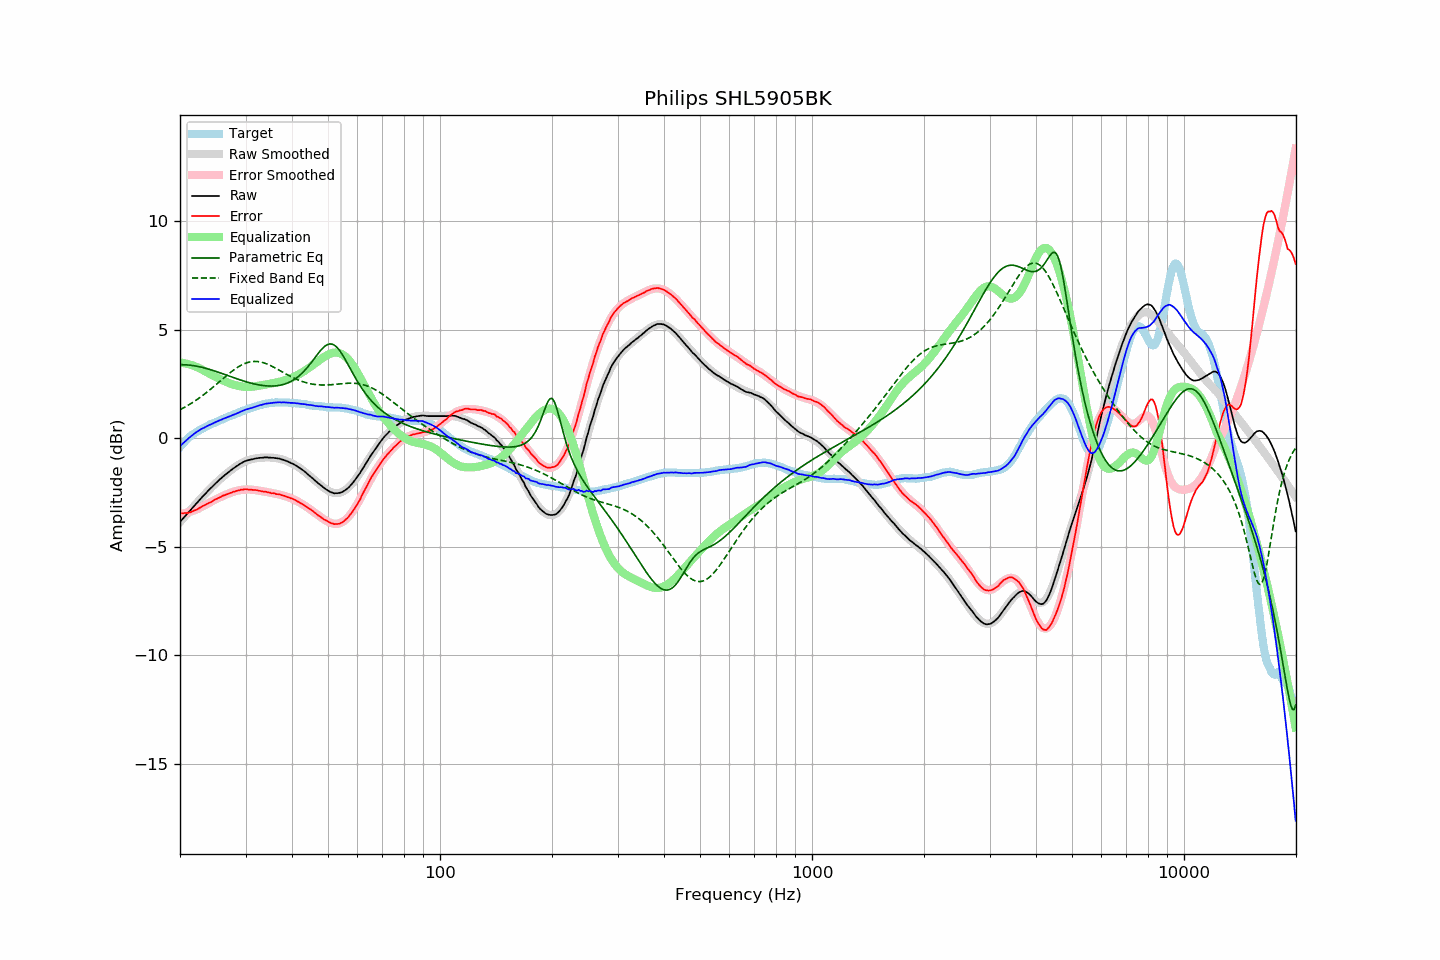 Philips SHL5905BK
Target
Raw Smoothed
Error Smoothed
Raw
Error
Equalization
Parametric Eq
Fixed Band Eq
Equalized
10
5
0
−5
−10
−15
Amplitude (dBr)
100
1000
10000
Frequency (Hz)